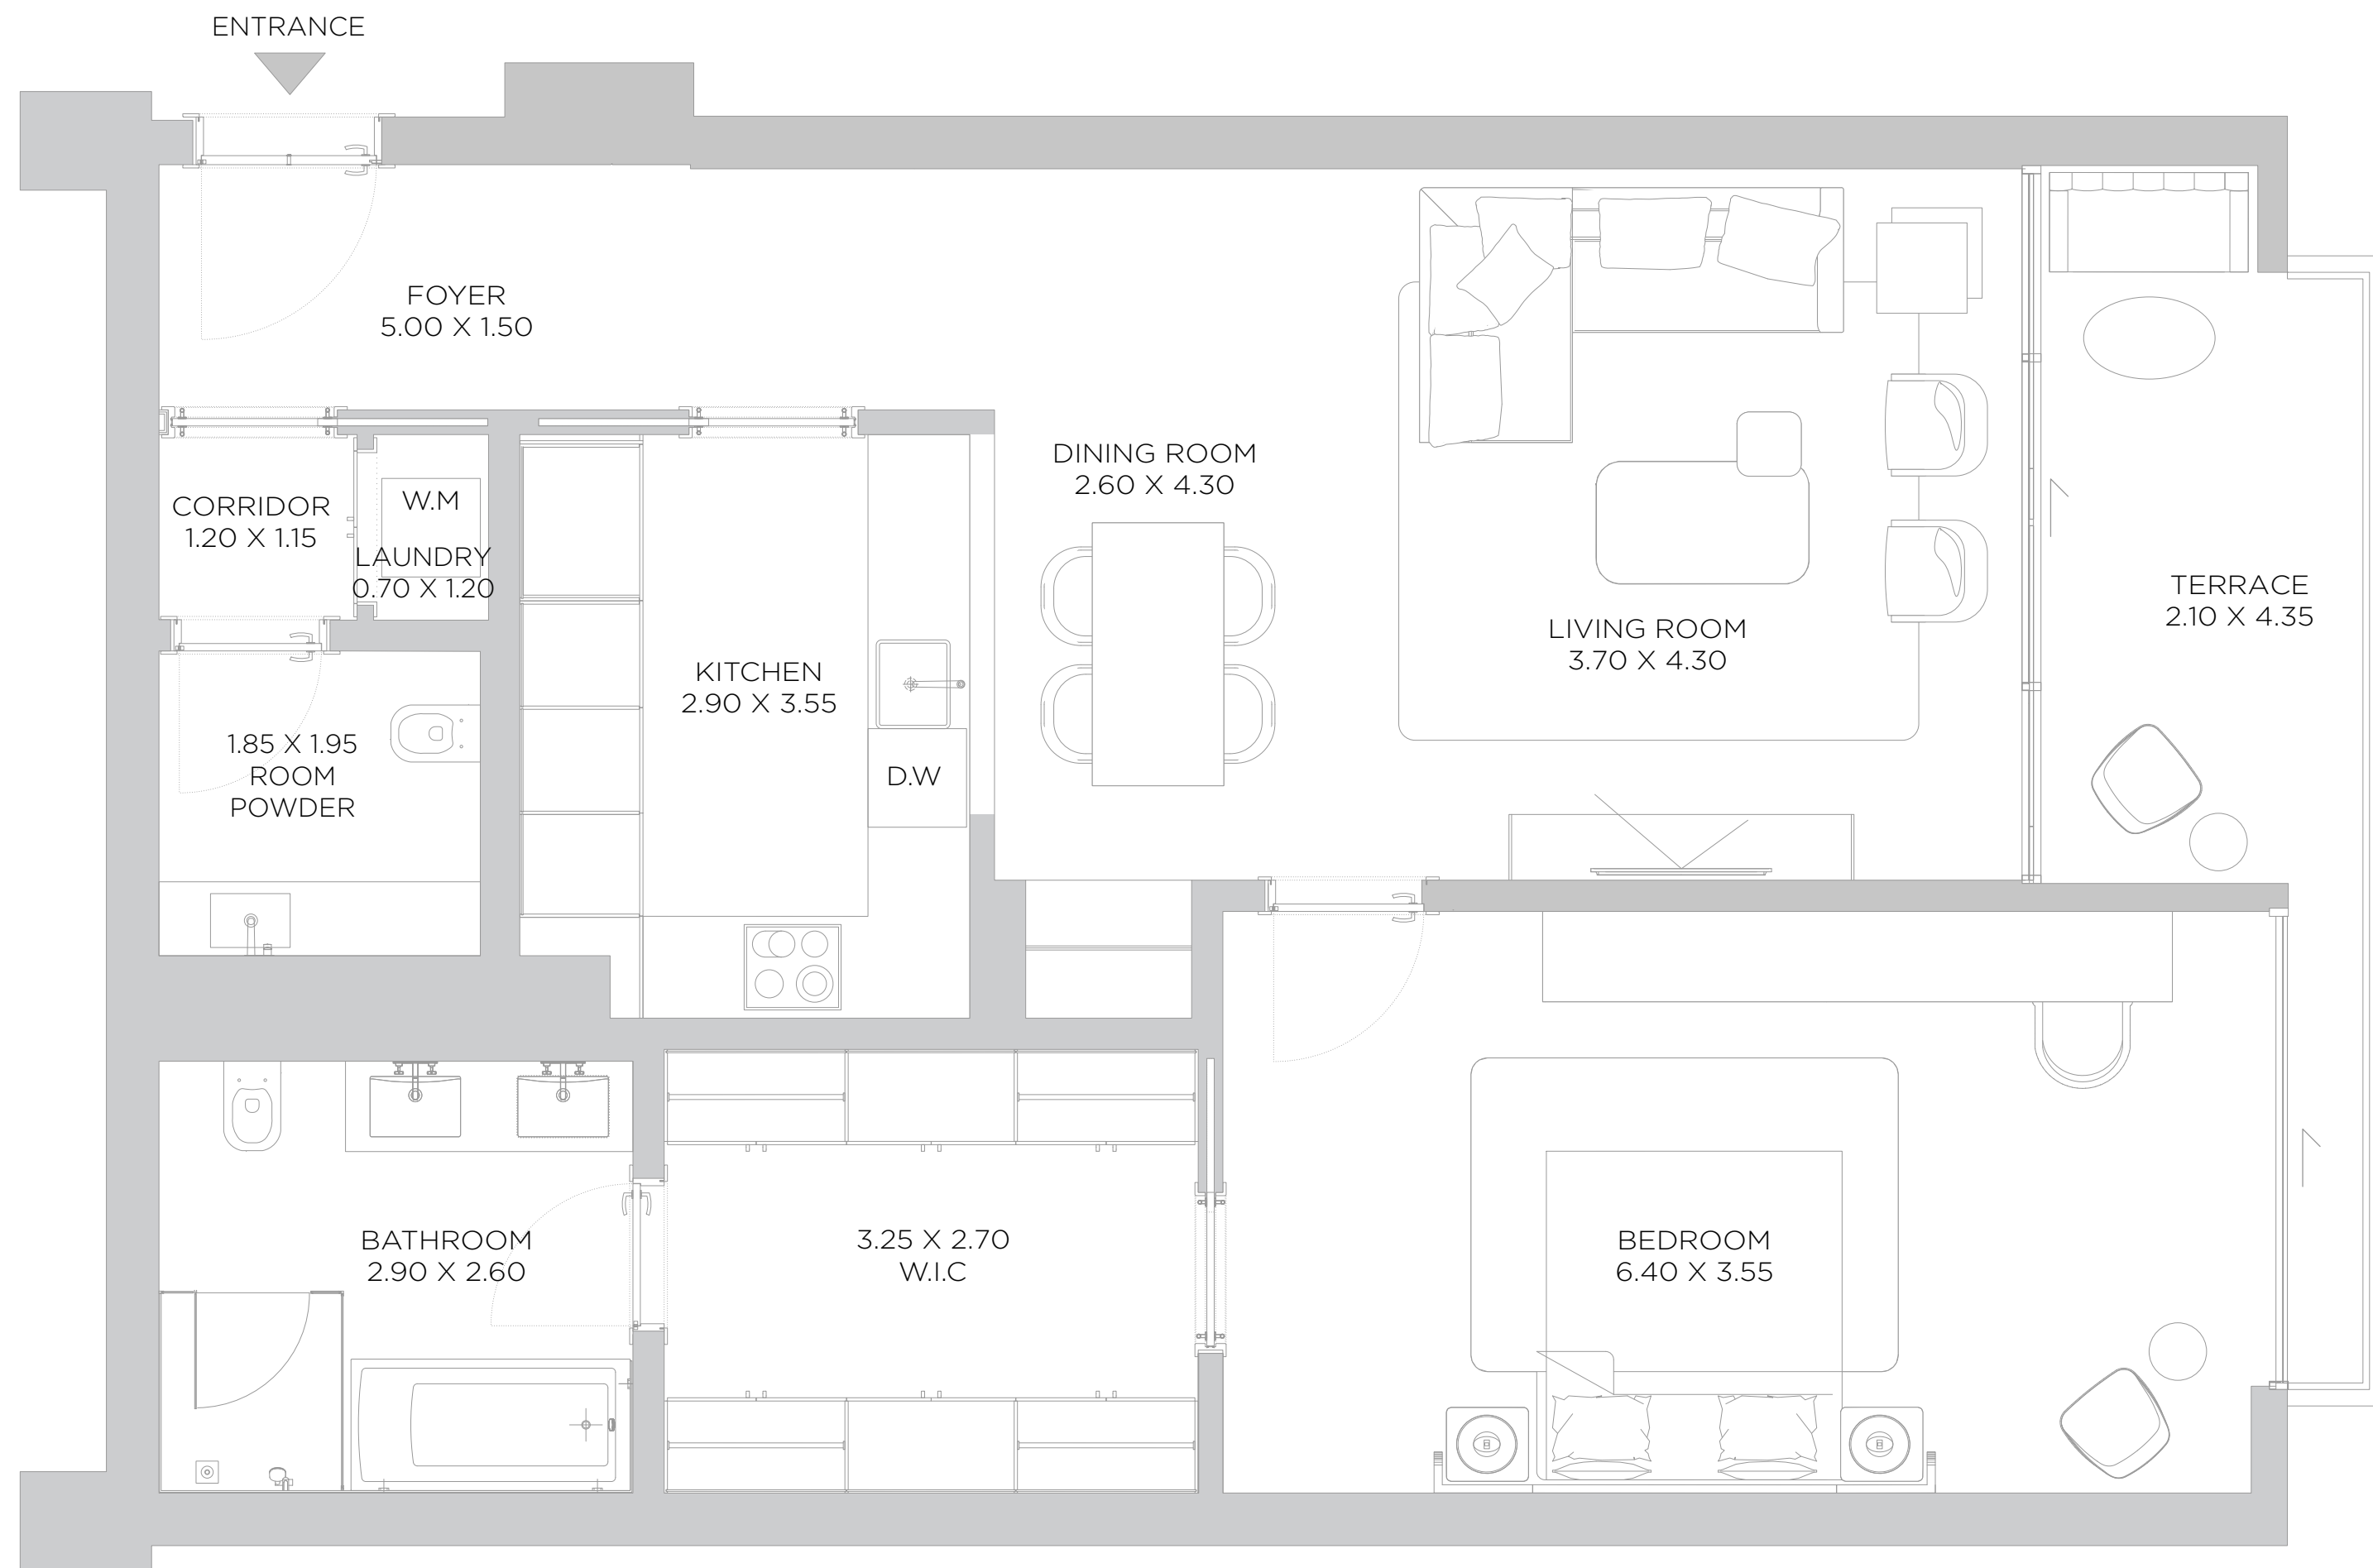 ENTRANCE
FOYER
5.00 X 1.50
CORRIDOR
1.20 X 1.15
W.M
LAUNDRY
0.70 X 1.20
DINING ROOM
2.60 X 4.30
LIVING ROOM
3.70 X 4.30
TERRACE
2.10 X 4.35
KITCHEN
2.90 X 3.55
D.W
1.85 X 1.95
ROOM
POWDER
BATHROOM
2.90 X 2.60
3.25 X 2.70
W.I.C
BEDROOM
6.40 X 3.55